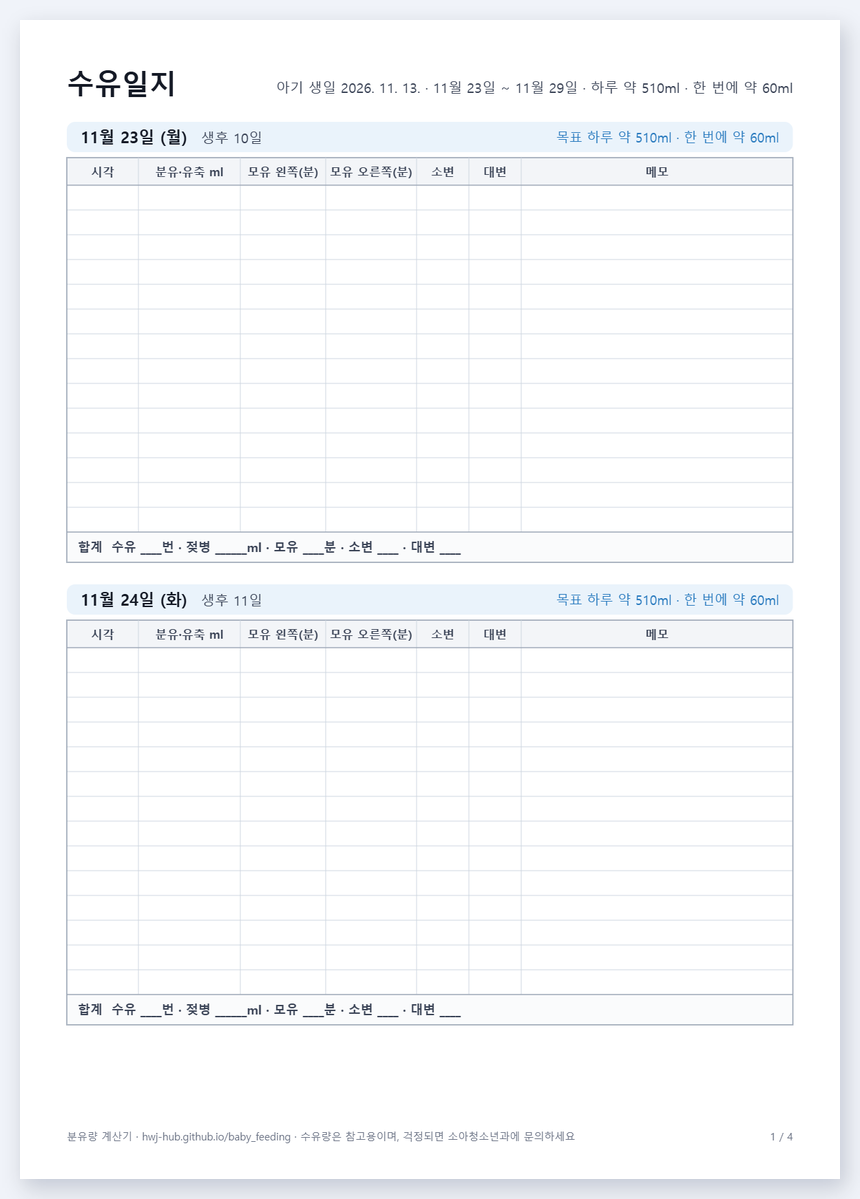 수유일지
아기 생일 2026. 11. 13. · 11월 23일 ~ 11월 29일 · 하루 약 510ml · 한 번에 약 60ml
11월 23일 (월) 생후 10일 목표 하루 약 510ml · 한 번에 약 60ml
시각 분유·유축 ml 모유 왼쪽(분) 모유 오른쪽(분) 소변 대변 메모
합계 수유 ____번 · 젖병 ______ml · 모유 ____분 · 소변 ____ · 대변 ____
11월 24일 (화) 생후 11일 목표 하루 약 510ml · 한 번에 약 60ml
시각 분유·유축 ml 모유 왼쪽(분) 모유 오른쪽(분) 소변 대변 메모
합계 수유 ____번 · 젖병 ______ml · 모유 ____분 · 소변 ____ · 대변 ____
분유량 계산기 · hwj-hub.github.io/baby_feeding · 수유량은 참고용이며, 걱정되면 소아청소년과에 문의하세요 1 / 4